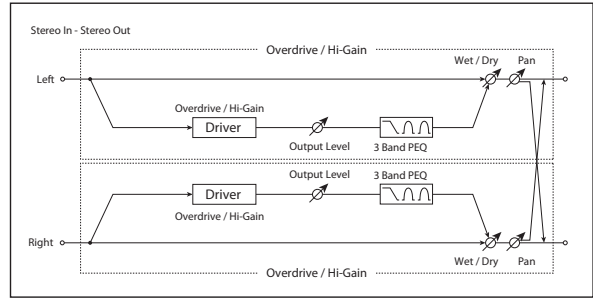 Stereo In - Stereo Out
Overdrive / Hi-Gain
Wet / Dry
Pan
Left
Overdrive / Hi-Gain
Driver
Output Level
3 Band PEQ
Output Level
3 Band PEQ
Driver
Overdrive / Hi-Gain
Right
Wet / Dry
Pan
Overdrive / Hi-Gain